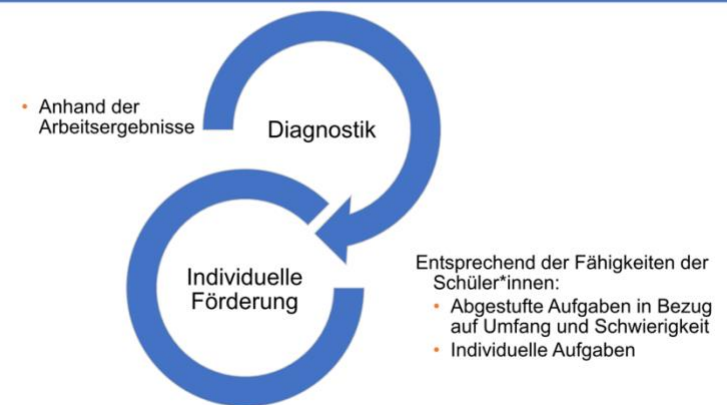 • Anhand der
Arbeitsergebnisse
Diagnostik
Individuelle
Förderung
Entsprechend der Fähigkeiten der
Schüler*innen:
• Abgestufte Aufgaben in Bezug
auf Umfang und Schwierigkeit
• Individuelle Aufgaben